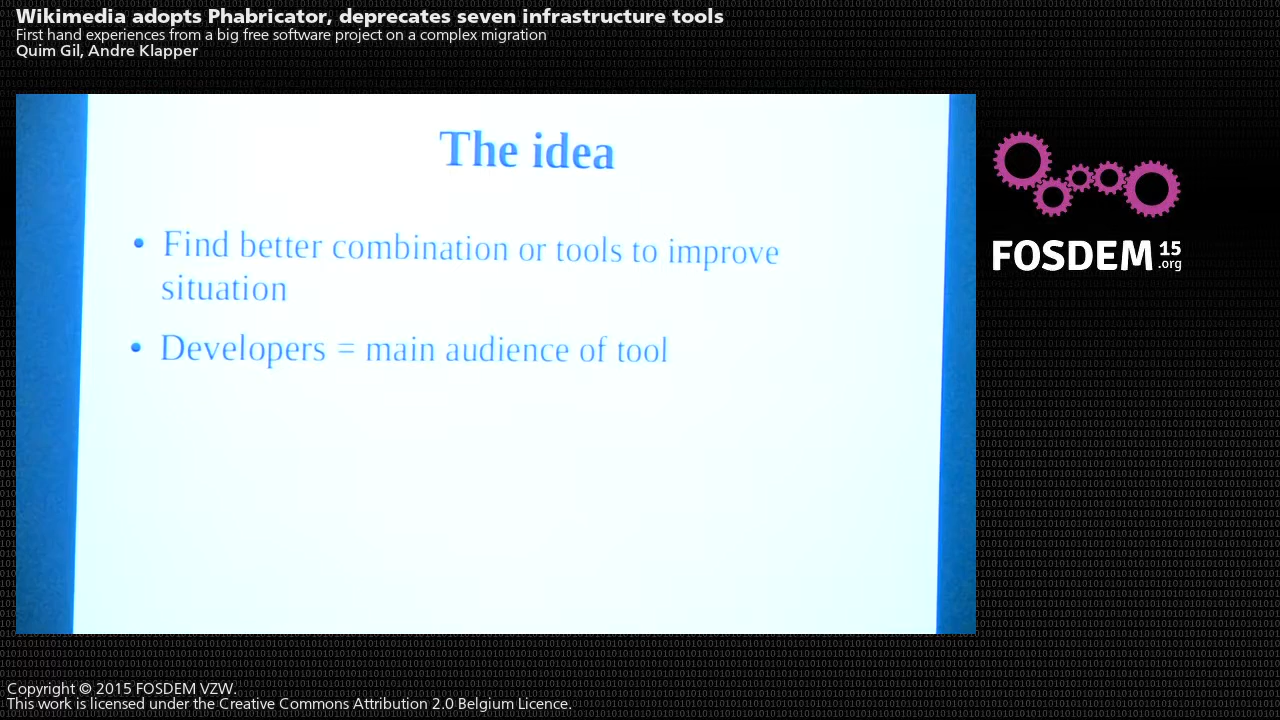 Wikimedia adopts Phabricator, deprecates seven infrastructure tools
First hand experiences from a big free software project on a complex migration
Quim Gil, Andre Klapper
The idea
• Find better combination or tools to improve
situation
• Developers = main audience of tool
FOSDEM 15
.org
Copyright © 2015 FOSDEM VZW.
This work is licensed under the Creative Commons Attribution 2.0 Belgium Licence.